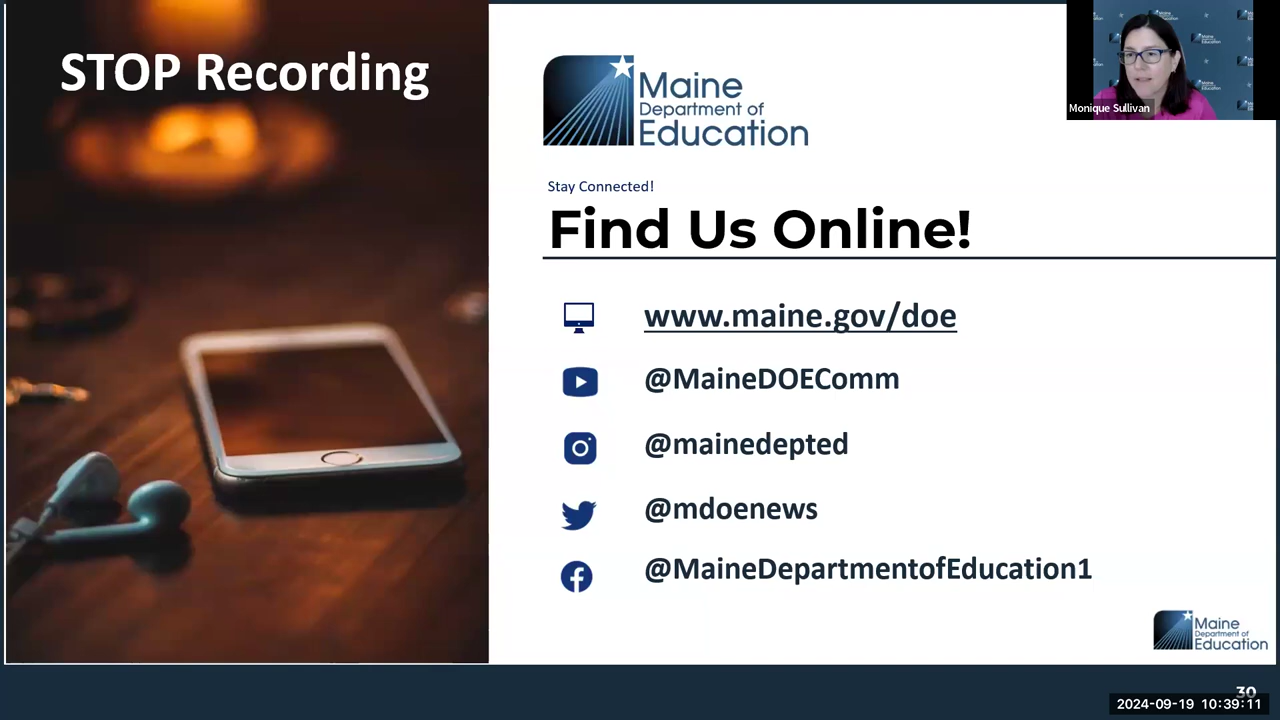 STOP Recording
Maine
Department of
Education
Stay Connected!
Find Us Online!
www.maine.gov/doe
@MaineDOEComm
@mainedepted
@mdoenews
@MaineDepartmentofEducation1
Monique Sullivan
Maine
Department of
Education
30
2024-09-19 10:39:11